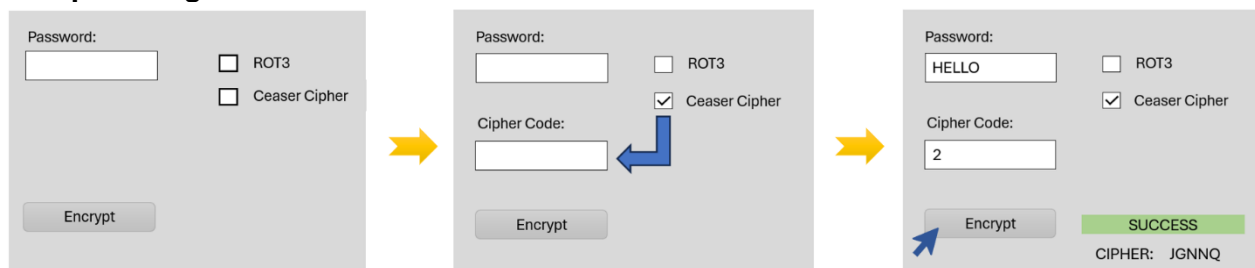 Password:
ROT3
Ceaser Cipher
Encrypt
Password:
ROT3
Ceaser Cipher
Cipher Code:
Encrypt
Password:
HELLO
ROT3
Ceaser Cipher
Cipher Code:
2
Encrypt
SUCCESS
CIPHER: JGNNQ